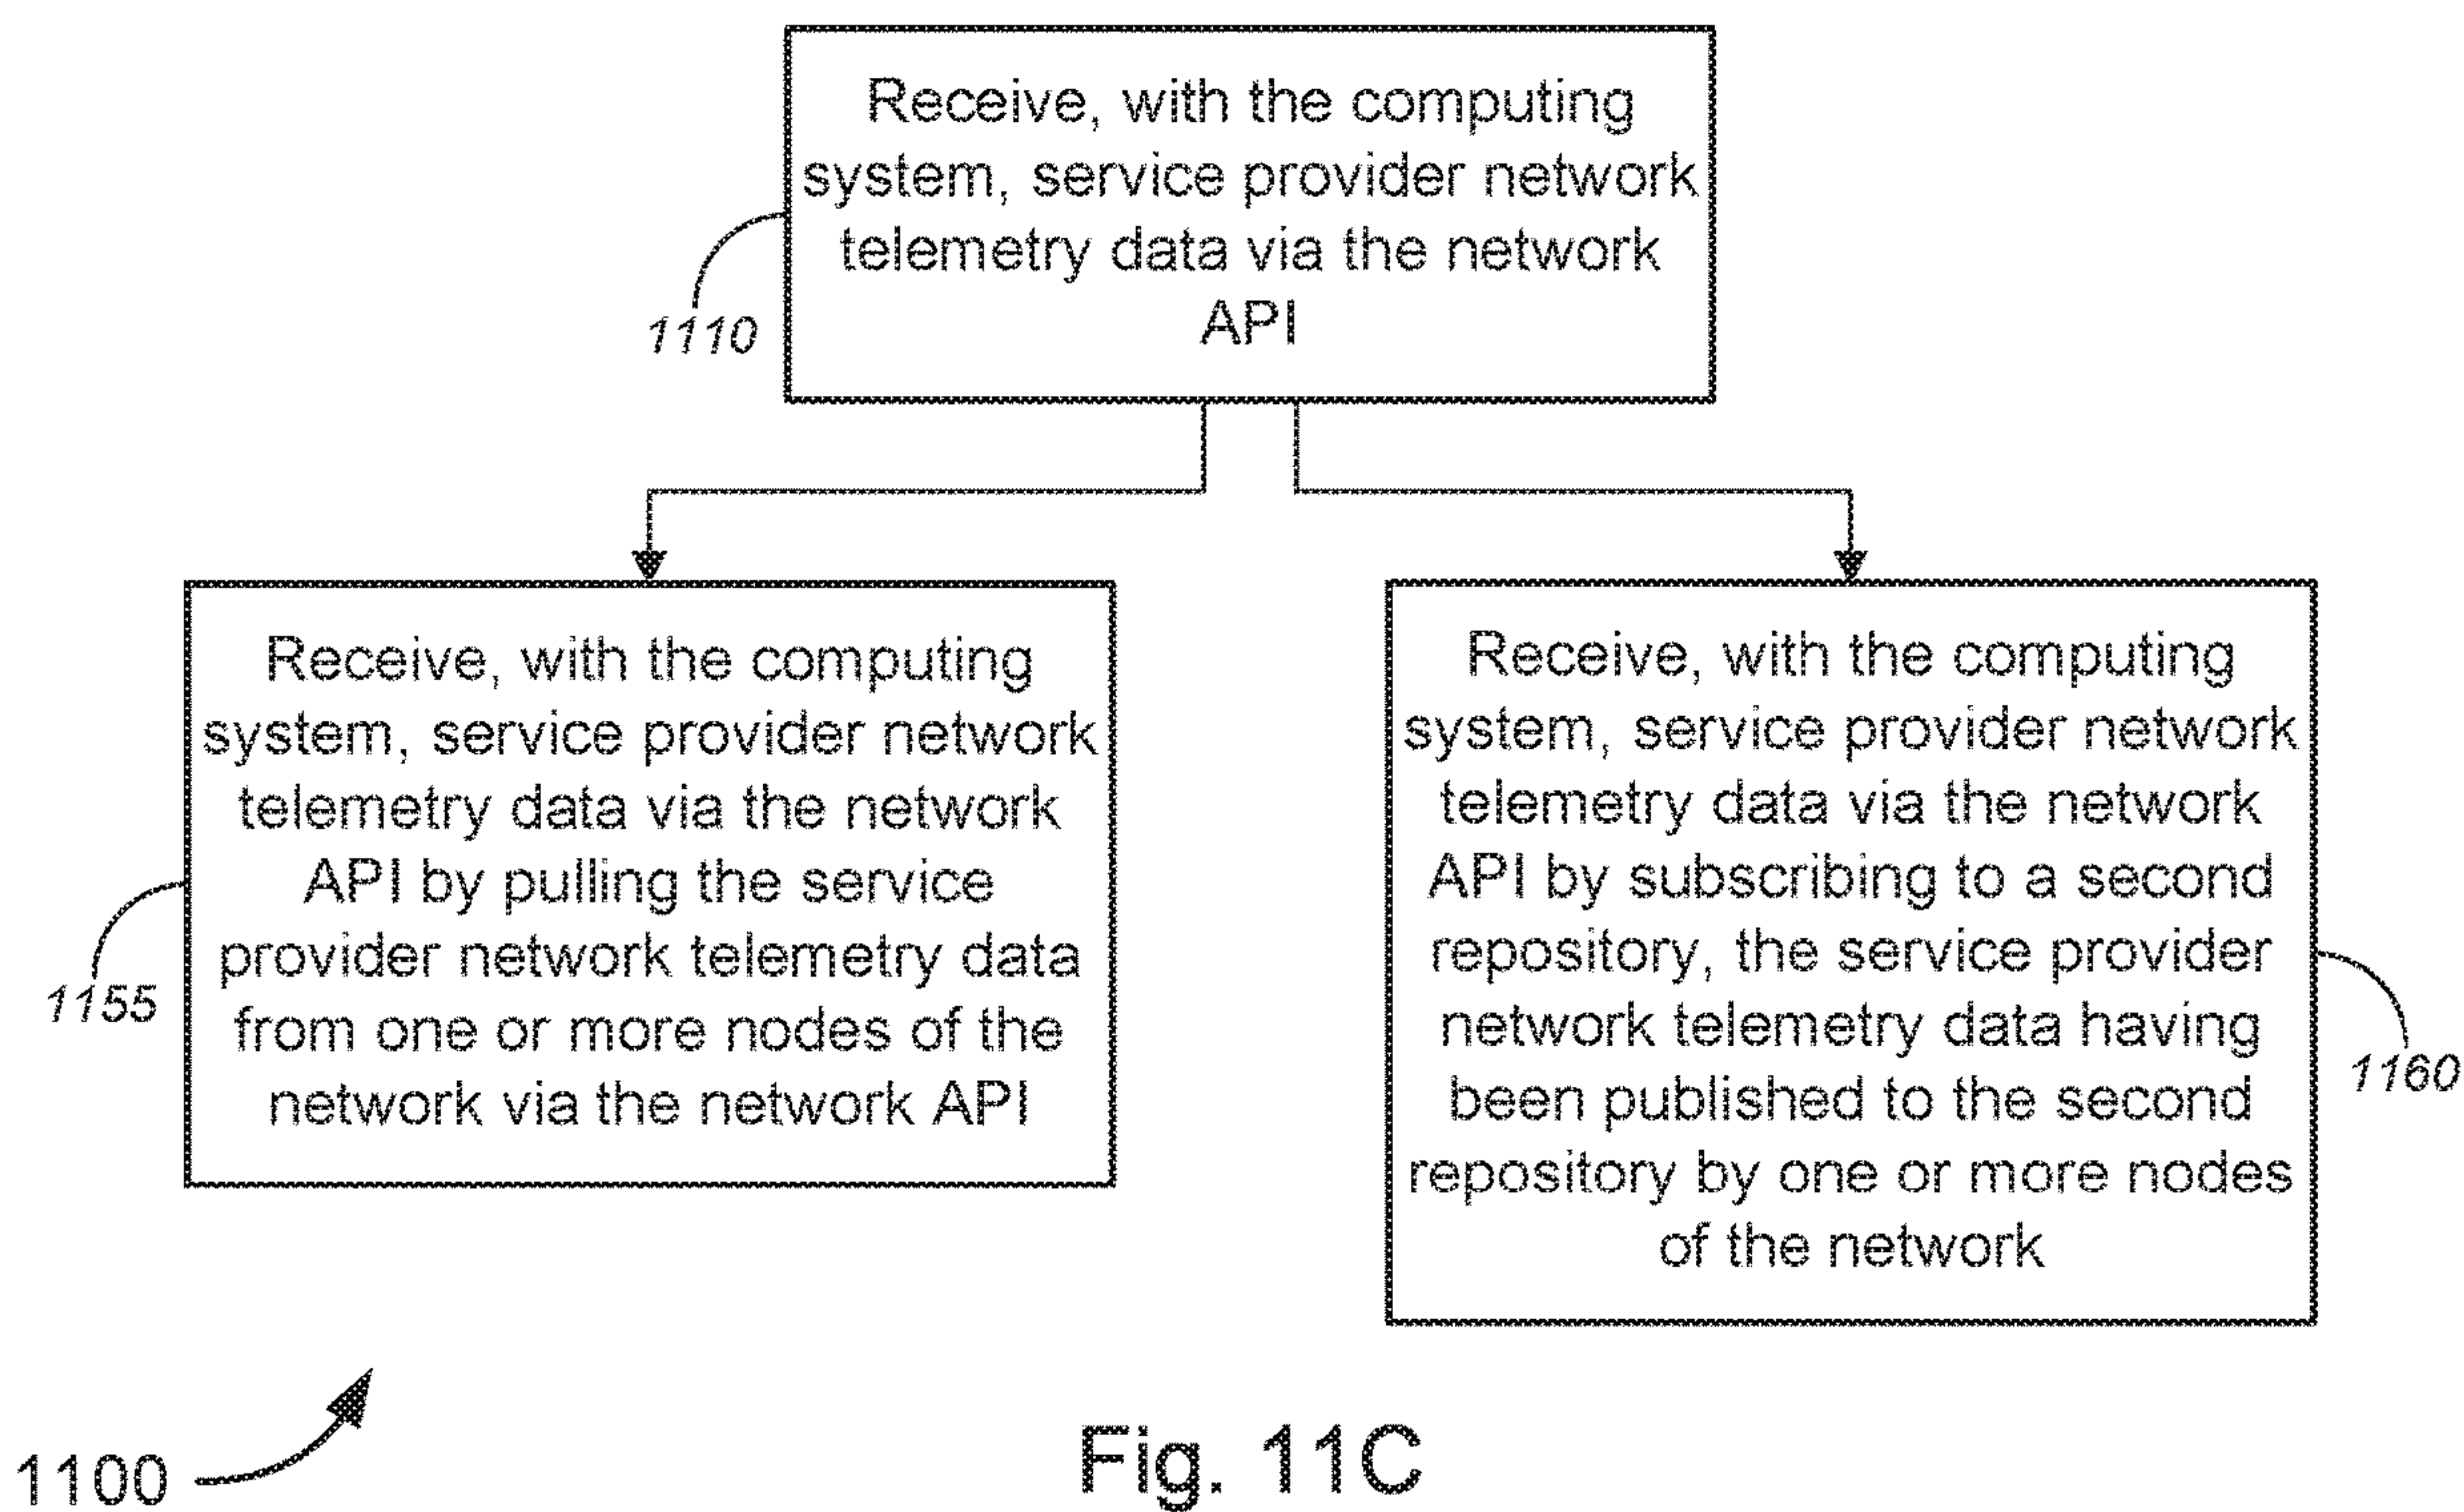 Receive, with the computing
system, service provider network
telemetry data via the network
API
1110
Receive, with the computing
system, service provider network
telemetry data via the network
API by pulling the service
provider network telemetry data
from one or more nodes of the
network via the network API
1155
Receive, with the computing
system, service provider network
telemetry data via the network
API by subscribing to a second
repository, the service provider
network telemetry data having
been published to the second
repository by one or more nodes
of the network
1160
1100
Fig. 11C